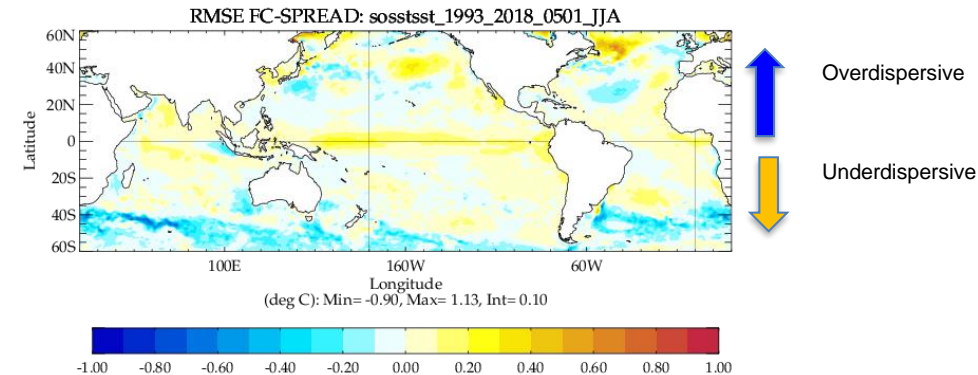 RMSE FC-SPREAD: sosstsst_1993_2018_0501_JJA
60N
40N
20N
0
20S
40S
60S
Latitude
100E 160W 60W
Longitude
(deg C): Min= -0.90, Max= 1.13, Int= 0.10
-1.00 -0.80 -0.60 -0.40 -0.20 0.00 0.20 0.40 0.60 0.80 1.00
Overdispersive
Underdispersive